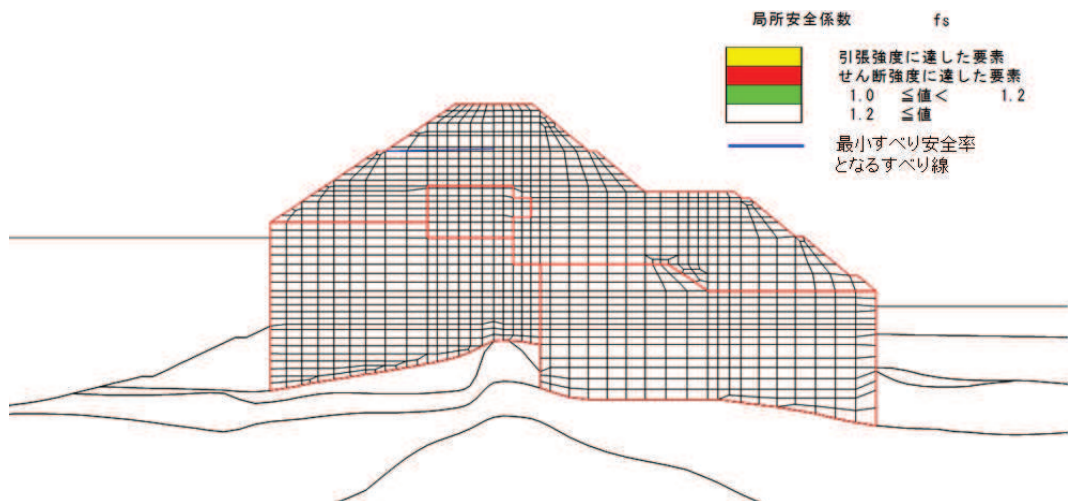 局所安全係数 fs
引張強度に達した要素
せん断強度に達した要素
1.0 ≦値< 1.2
1.2 ≦値
最小すべり安全率
となるすべり線